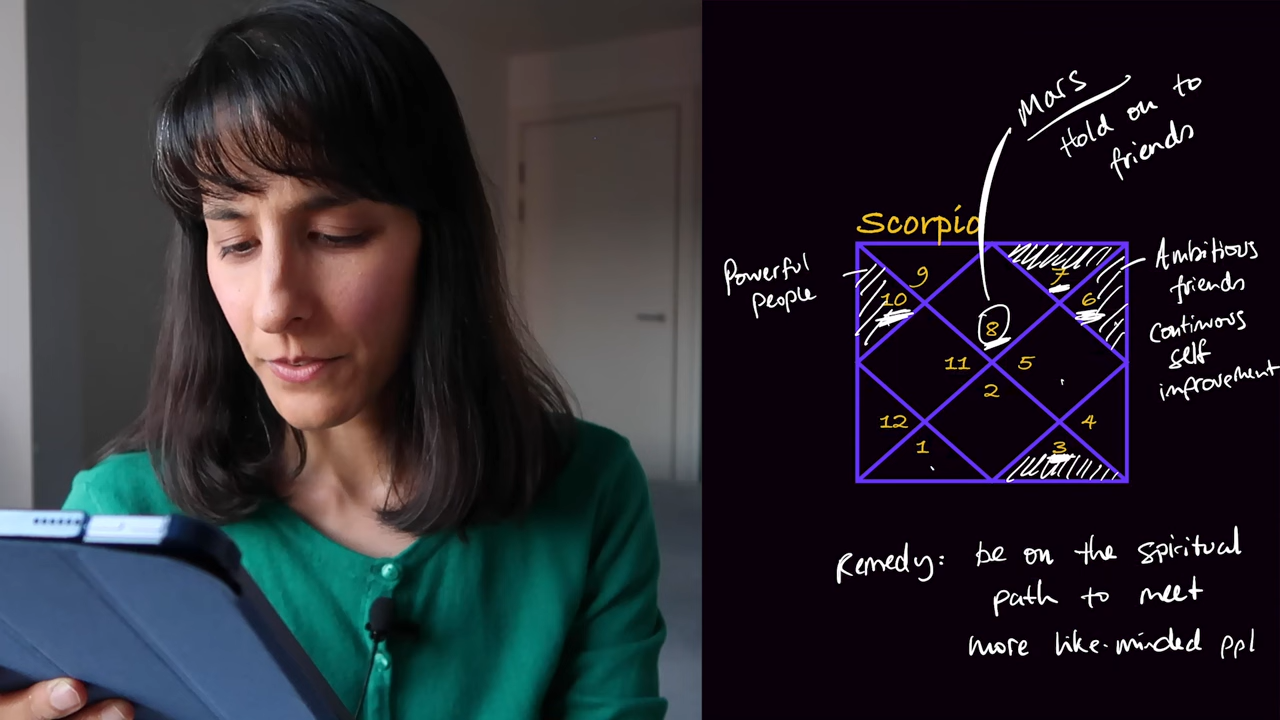 Mars
Hold on to
friends
Scorpio
Powerful
people
Ambitious
friends
continuous
self
improvement
9
7
10
6
8
11
5
2
12
4
1
3
Remedy: be on the spiritual
path to meet
more like-minded ppl